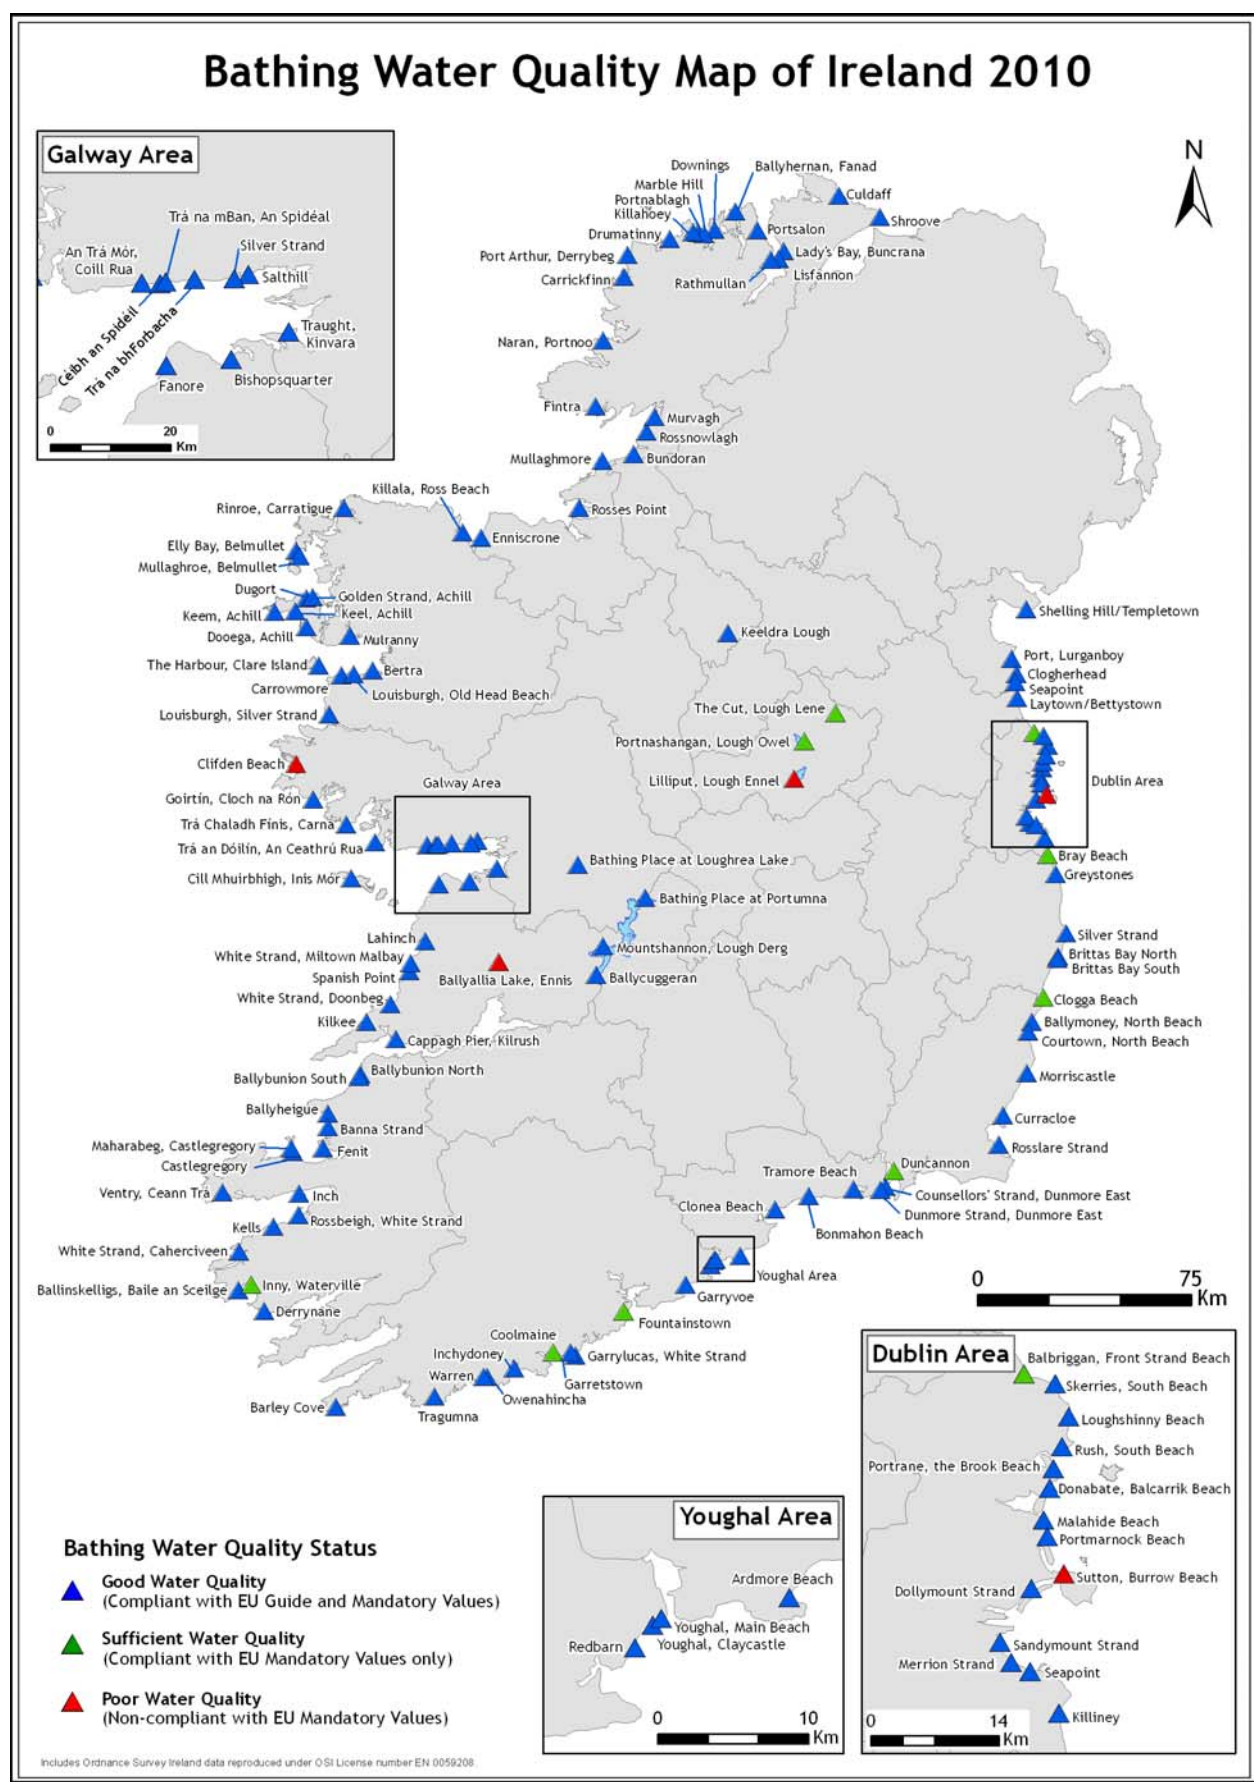 Bathing Water Quality Map of Ireland 2010
Galway Area
Trá na mBan, An Spidéal
An Trá Mór,
Coill Rua
Silver Strand
Salthill
Céibh an Spidéil
Trá na bhForbacha
Traught,
Kinvara
Fanore
Bishopsquarter
0 20
Km
N
Downings
Ballyhernan, Fanad
Marble Hill
Portnablagh
Killahoey
Culdaff
Shroove
Drumatinny
Portsalon
Port Arthur, Derrybeg
Lady's Bay, Buncrana
Carrickfinn
Rathmullan
Lisfannon
Naran, Portnoo
Fintra
Murvagh
Rossnowlagh
Mullaghmore
Bundoran
Killala, Ross Beach
Rinroe, Carratigue
Rosses Point
Enniscrone
Elly Bay, Belmullet
Mullaghroe, Belmullet
Dugort
Golden Strand, Achill
Keem, Achill
Keel, Achill
Dooega, Achill
Mulranny
Shelling Hill/Templetown
Keeldra Lough
The Harbour, Clare Island
Bertra
Carrowmore
Louisburgh, Old Head Beach
Louisburgh, Silver Strand
Port, Lurganboy
Clogherhead
Seapoint
Laytown/Bettystown
The Cut, Lough Lene
Portnashangan, Lough Owel
Lilliput, Lough Ennel
Clifden Beach
Galway Area
Dublin Area
Goirtín, Cloch na Rón
Trá Chaladh Fínis, Carna
Trá an Dóilín, An Ceathrú Rua
Cill Mhuirbhigh, Inis Mór
Bathing Place at Loughrea Lake
Bray Beach
Greystones
Bathing Place at Portumna
Lahinch
White Strand, Miltown Malbay
Spanish Point
Ballyallia Lake, Ennis
Mountshannon, Lough Derg
Ballycuggeran
Silver Strand
Brittas Bay North
Brittas Bay South
White Strand, Doonbeg
Kilkee
Cappagh Pier, Kilrush
Clogga Beach
Ballymoney, North Beach
Courtown, North Beach
Ballybunion South
Ballybunion North
Morriscastle
Ballyheigue
Banna Strand
Curracloe
Maharabeg, Castlegregory
Castlegregory
Fenit
Rosslare Strand
Ventry, Ceann Trá
Inch
Tramore Beach
Duncannon
Counsellors' Strand, Dunmore East
Dunmore Strand, Dunmore East
Kells
Rossbeigh, White Strand
Clonea Beach
Bonmahon Beach
White Strand, Caherciveen
Inny, Waterville
Ballinskelligs, Baile an Sceilge
Derrynane
Youghal Area
Garryvoe
0 75
Km
Fountainstown
Coolmaine
Inchydoney
Garrylucas, White Strand
Warren
Garretstown
Owenahincha
Barley Cove
Tragumna
Dublin Area
Balbriggan, Front Strand Beach
Skerries, South Beach
Loughshinny Beach
Rush, South Beach
Portrane, the Brook Beach
Donabate, Balcarrik Beach
Malahide Beach
Portmarnock Beach
Sutton, Burrow Beach
Dollymount Strand
Sandymount Strand
Merrion Strand
Seapoint
Killiney
0 14
Km
Youghal Area
Ardmore Beach
Youghal, Main Beach
Youghal, Claycastle
Redbarn
0 10
Km
Bathing Water Quality Status
Good Water Quality
(Compliant with EU Guide and Mandatory Values)
Sufficient Water Quality
(Compliant with EU Mandatory Values only)
Poor Water Quality
(Non-compliant with EU Mandatory Values)
Includes Ordnance Survey Ireland data reproduced under OSI License number EN 0059208.